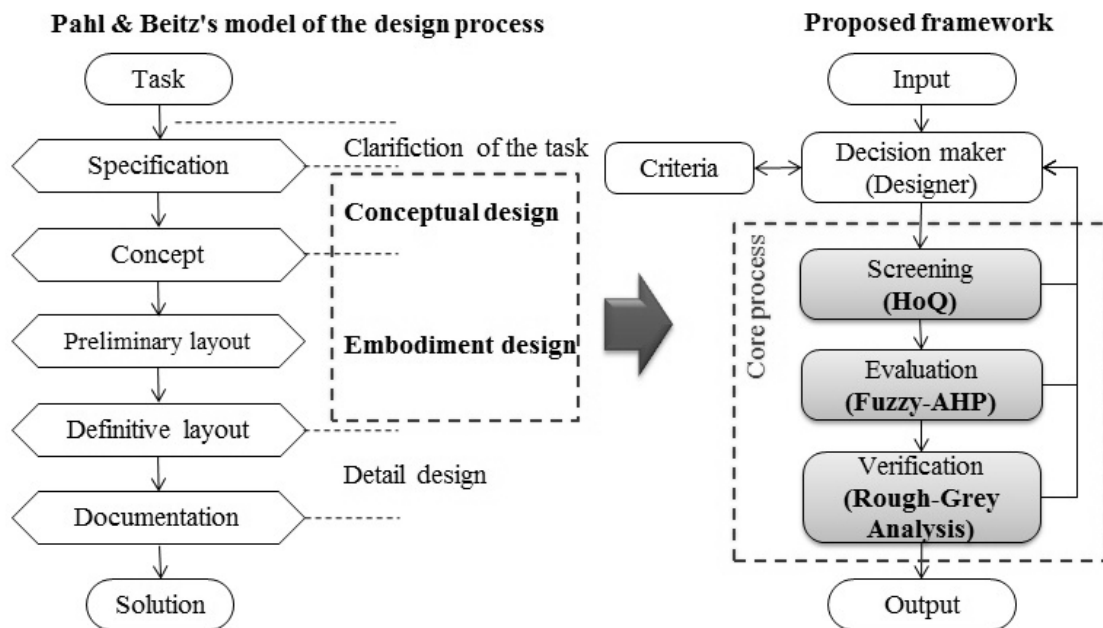 Pahl & Beitz's model of the design process
Task
Specification
Concept
Preliminary layout
Definitive layout
Documentation
Solution
Clarifiction of the task
Conceptual design
Embodiment design
Detail design
Proposed framework
Input
Criteria
Decision maker
(Designer)
Core process
Screening
(HoQ)
Evaluation
(Fuzzy-AHP)
Verification
(Rough-Grey
Analysis)
Output